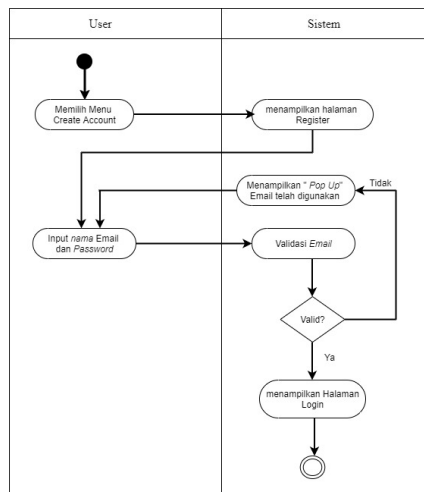 User
Sistem
Memilih Menu
Create Account
menampilkan halaman
Register
Menampilkan " Pop Up"
Email telah digunakan
Tidak
Input nama Email
dan Password
Validasi Email
Valid?
Ya
menampilkan Halaman
Login